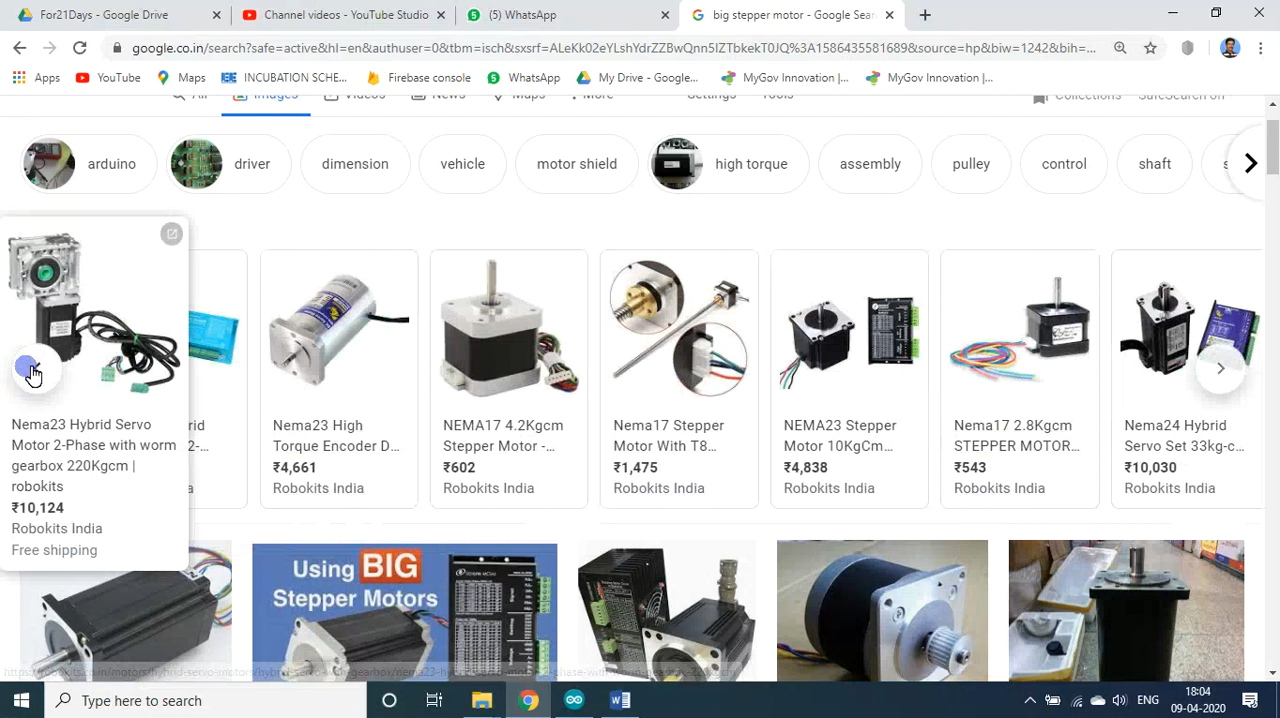 For21Days - Google Drive
Channel videos - YouTube Studio
(5) WhatsApp
big stepper motor - Google Sear
google.co.in/search?safe=active&hl=en&authuser=0&tbm=isch&sxsrf=ALeKk02eYLshYdrZZBwQnn5IZTbkekT0JQ%3A1586435581689&source=hp&biw=1242&bih=...
Apps
YouTube
Maps
INCUBATION SCHE...
Firebase console
WhatsApp
My Drive - Google...
MyGov Innovation |...
MyGov Innovation |...
All
Images
Videos
News
Maps
More
Settings
Tools
Collections
SafeSearch on
arduino
driver
dimension
vehicle
motor shield
high torque
assembly
pulley
control
shaft
Nema23 Hybrid Servo
Motor 2-Phase with worm
gearbox 220Kgcm |
robokits
₹10,124
Robokits India
Free shipping
Nema23 High
Torque Encoder D...
₹4,661
Robokits India
NEMA17 4.2Kgcm
Stepper Motor -...
₹602
Robokits India
Nema17 Stepper
Motor With T8...
₹1,475
Robokits India
NEMA23 Stepper
Motor 10KgCm...
₹4,838
Robokits India
Nema17 2.8Kgcm
STEPPER MOTOR...
₹543
Robokits India
Nema24 Hybrid
Servo Set 33kg-c...
₹10,030
Robokits India
Using BIG
Stepper Motors
Type here to search
ENG
18:04
09-04-2020